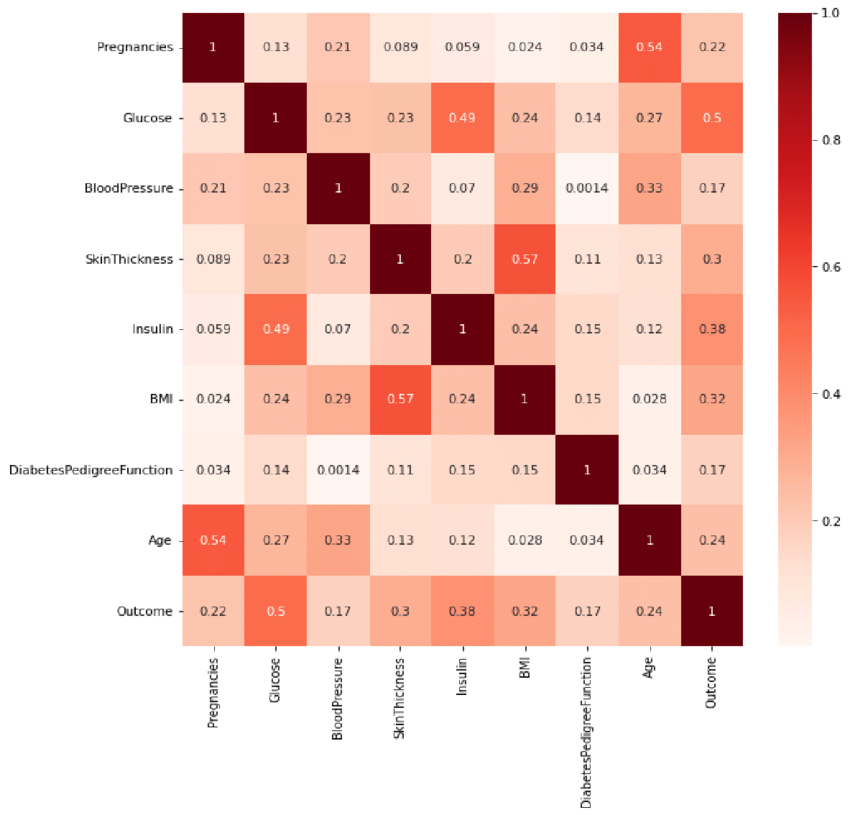 Pregnancies 1 0.13 0.21 0.089 0.059 0.024 0.034 0.54 0.22
Glucose 0.13 1 0.23 0.23 0.49 0.24 0.14 0.27 0.5
BloodPressure 0.21 0.23 1 0.2 0.07 0.29 0.0014 0.33 0.17
SkinThickness 0.089 0.23 0.2 1 0.2 0.57 0.11 0.13 0.3
Insulin 0.059 0.49 0.07 0.2 1 0.24 0.15 0.12 0.38
BMI 0.024 0.24 0.29 0.57 0.24 1 0.15 0.028 0.32
DiabetesPedigreeFunction 0.034 0.14 0.0014 0.11 0.15 0.15 1 0.034 0.17
Age 0.54 0.27 0.33 0.13 0.12 0.028 0.034 1 0.24
Outcome 0.22 0.5 0.17 0.3 0.38 0.32 0.17 0.24 1
Pregnancies
Glucose
BloodPressure
SkinThickness
Insulin
BMI
DiabetesPedigreeFunction
Age
Outcome
1.0
0.8
0.6
0.4
0.2